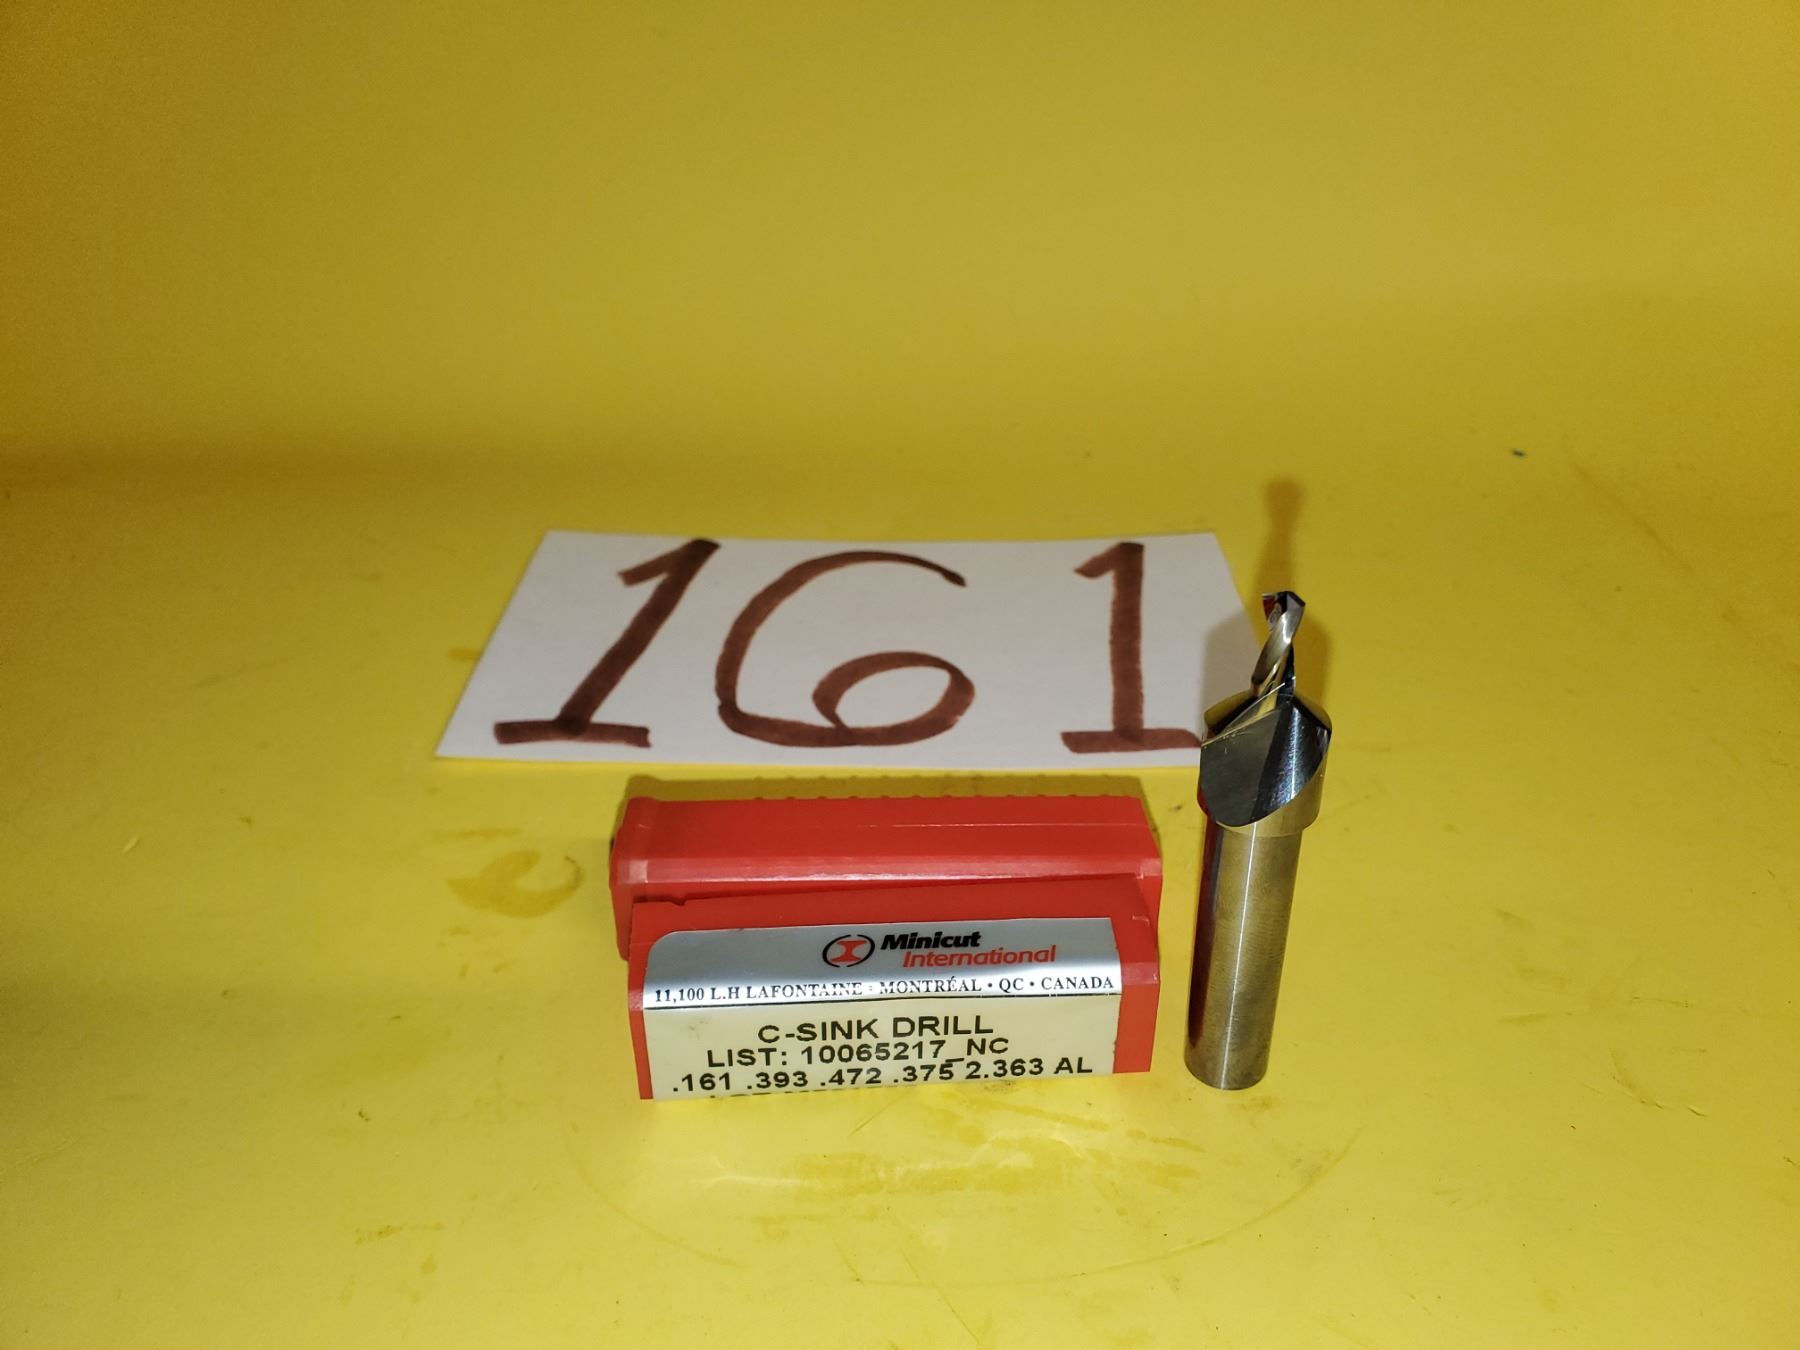 161
Minicut
International
11,100 L.H LAFONTAINE • MONTRÉAL • QC • CANADA
C-SINK DRILL
LIST: 10065217_NC
.161 .393 .472 .375 2.363 AL